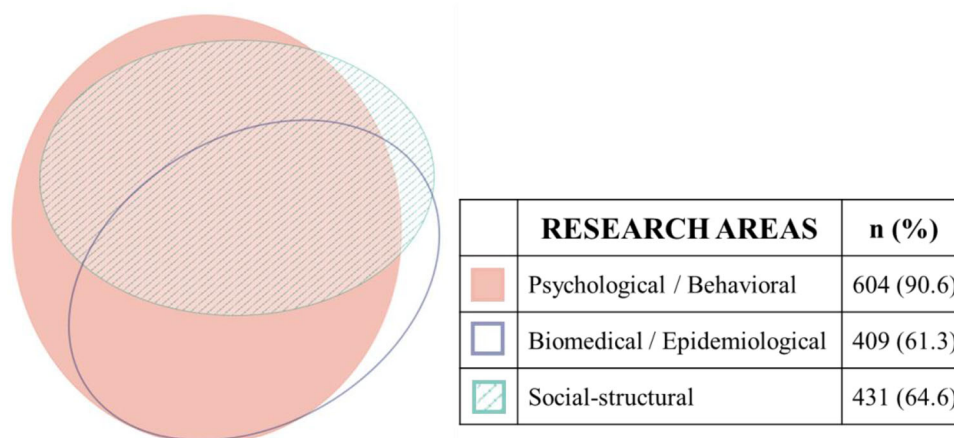 RESEARCH AREAS n (%)
Psychological / Behavioral 604 (90.6)
Biomedical / Epidemiological 409 (61.3)
Social-structural 431 (64.6)